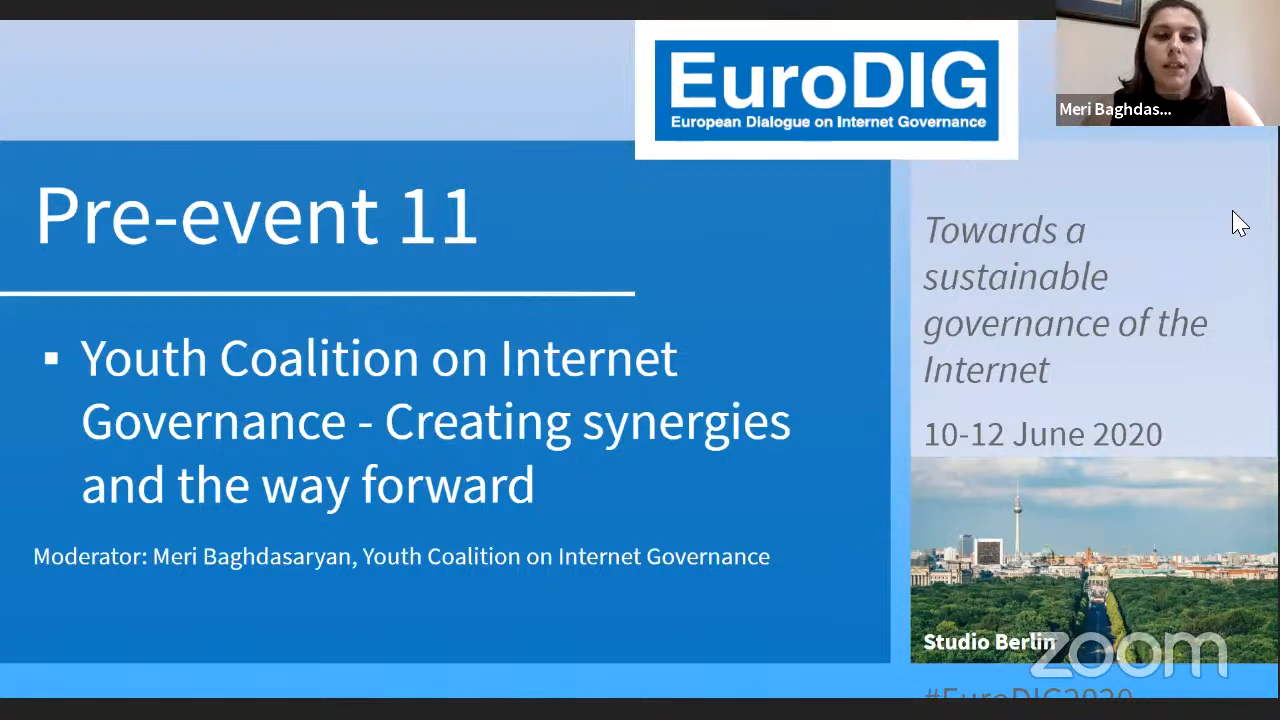 EuroDIG
European Dialogue on Internet Governance
Meri Baghdas...
Pre-event 11
Towards a
sustainable
governance of the
Internet
10-12 June 2020
▪ Youth Coalition on Internet
Governance - Creating synergies
and the way forward
Moderator: Meri Baghdasaryan, Youth Coalition on Internet Governance
Studio Berlin
zoom
#EuroDIG2020